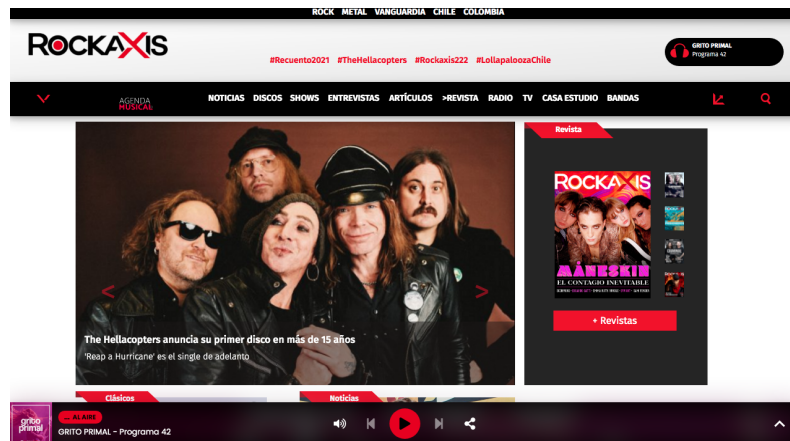 ROCK METAL VANGUARDIA CHILE COLOMBIA
ROCKAXIS
#Recuento2021 #TheHellacopters #Rockaxis222 #LollapaloozaChile
GRITO PRIMAL
Programa 42
AGENDA
MUSICAL
NOTICIAS DISCOS SHOWS ENTREVISTAS ARTÍCULOS >REVISTA RADIO TV CASA ESTUDIO BANDAS
Revista
ROCKAXIS
MÅNESKIN
EL CONTAGIO INEVITABLE
+ Revistas
The Hellacopters anuncia su primer disco en más de 15 años
'Reap a Hurricane' es el single de adelanto
Clásicos
Noticias
grito
primal
... AL AIRE
GRITO PRIMAL - Programa 42